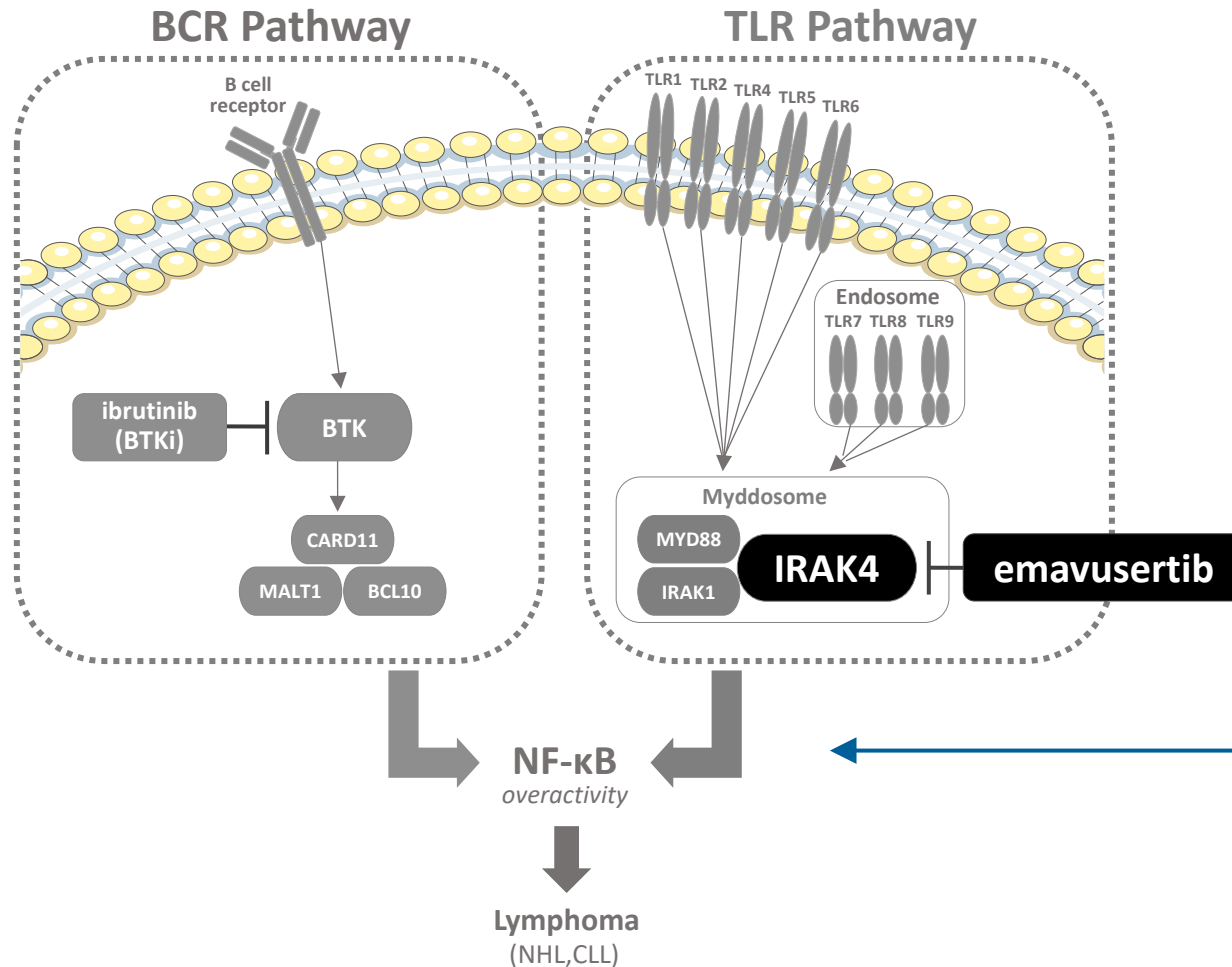 BCR Pathway
TLR Pathway
B cell
receptor
TLR1
TLR2
TLR4
TLR5
TLR6
Endosome
TLR7 TLR8 TLR9
ibrutinib
(BTKi)
BTK
CARD11
MALT1
BCL10
Myddosome
MYD88
IRAK1
IRAK4
emavusertib
NF-κB
overactivity
Lymphoma
(NHL,CLL)